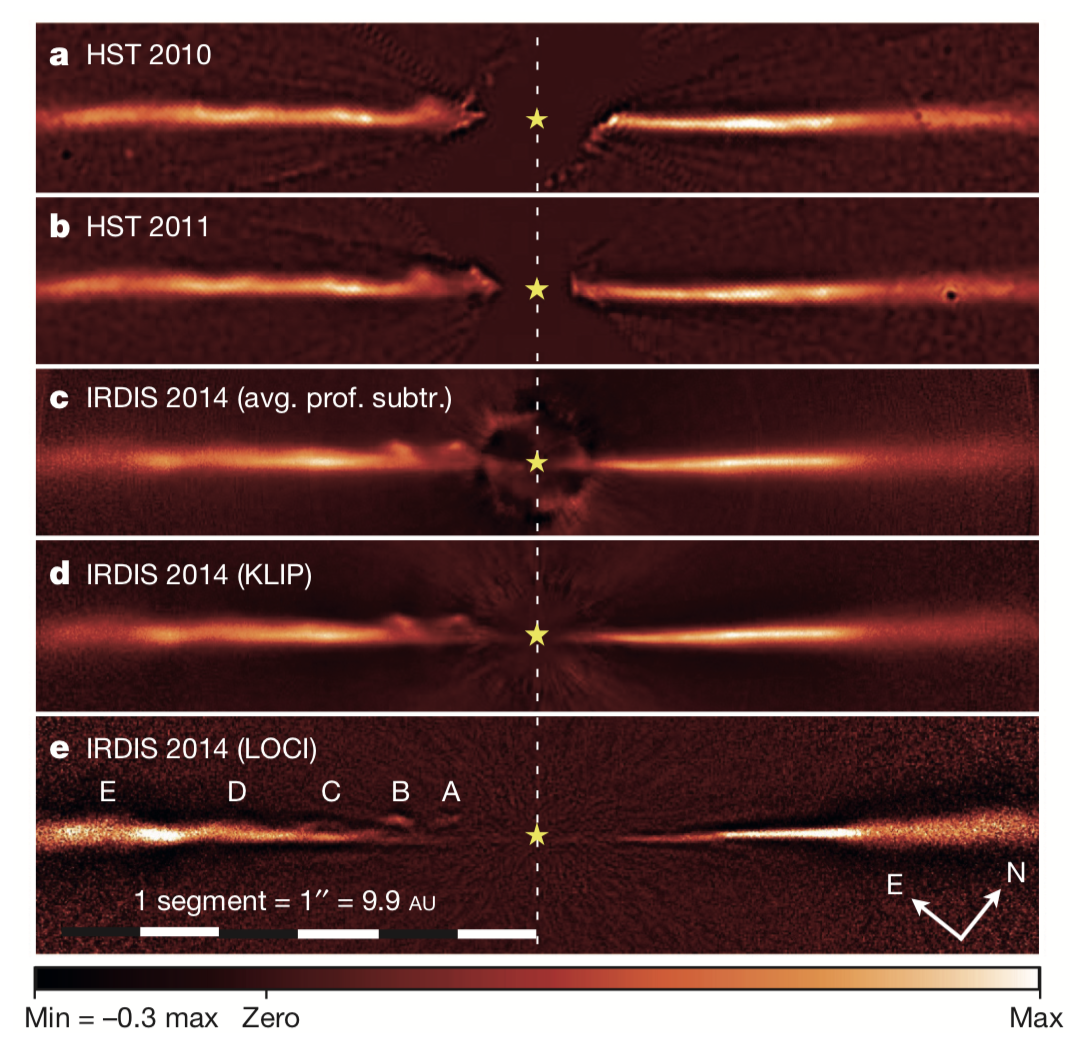 a HST 2010
b HST 2011
c IRDIS 2014 (avg. prof. subtr.)
d IRDIS 2014 (KLIP)
e IRDIS 2014 (LOCI)
E D C B A
1 segment = 1″ = 9.9 AU
E N
Min = –0.3 max Zero Max